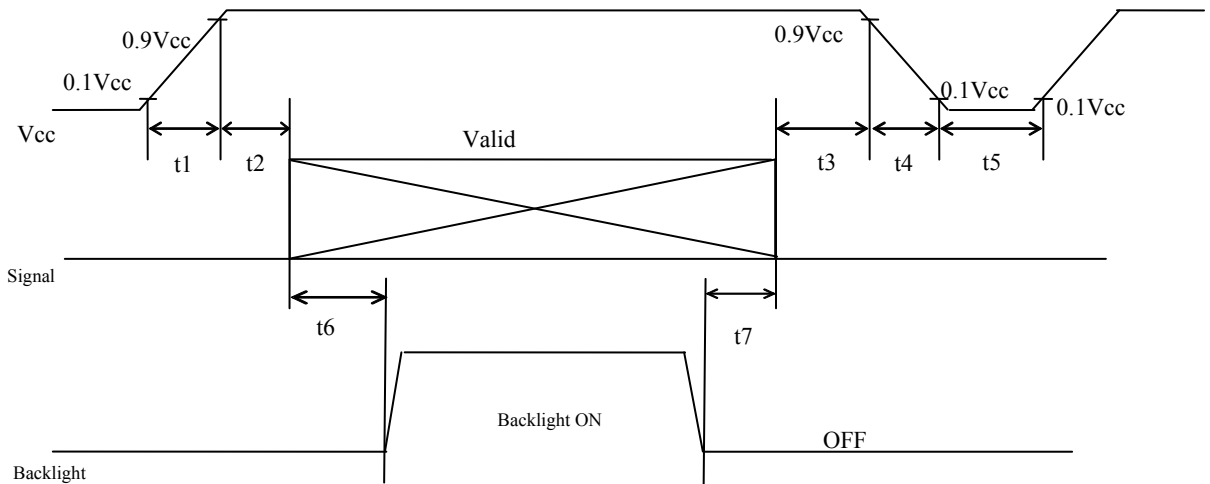 0.9Vcc
0.9Vcc
0.1Vcc
0.1Vcc
0.1Vcc
Vcc
Valid
t1
t2
t3
t4
t5
Signal
t6
t7
Backlight ON
OFF
Backlight